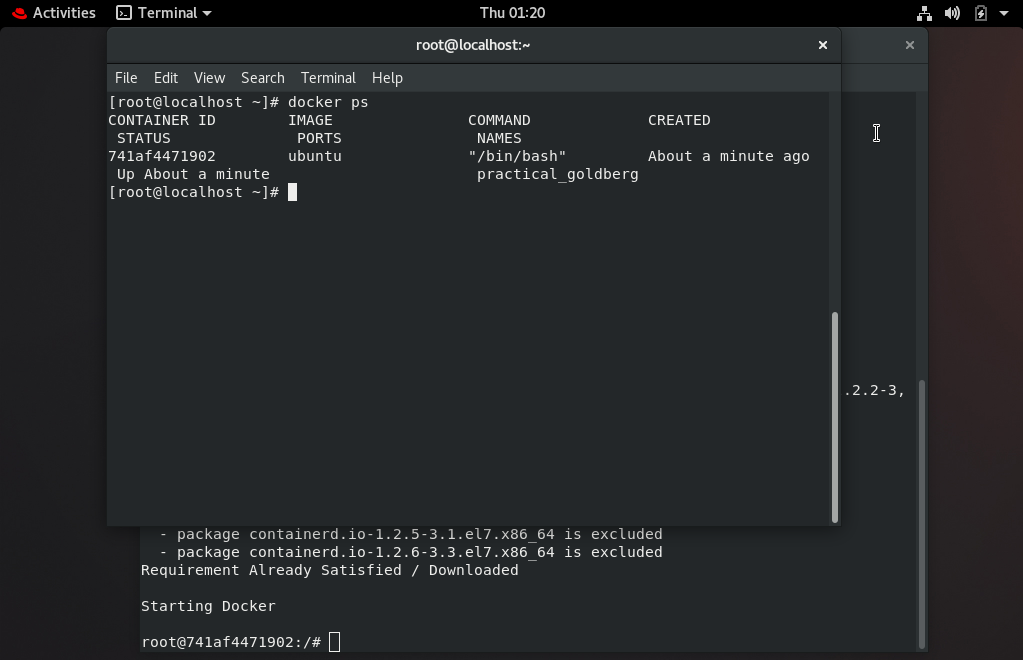 Activities Terminal Thu 01:20
root@localhost:~
File Edit View Search Terminal Help
[root@localhost ~]# docker ps
CONTAINER ID        IMAGE               COMMAND             CREATED
 STATUS              PORTS               NAMES
741af4471902        ubuntu              "/bin/bash"         About a minute ago
 Up About a minute                       practical_goldberg
[root@localhost ~]#
.2.2-3,
  - package containerd.io-1.2.5-3.1.el7.x86_64 is excluded
  - package containerd.io-1.2.6-3.3.el7.x86_64 is excluded
Requirement Already Satisfied / Downloaded
Starting Docker
root@741af4471902:/#